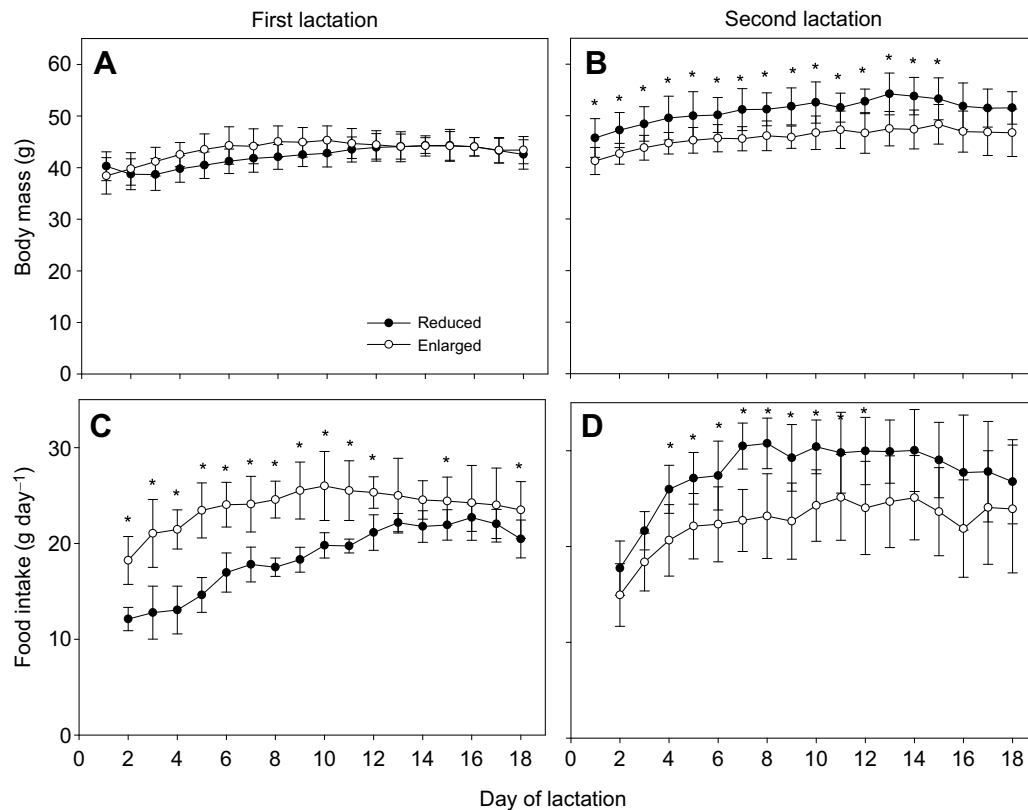 First lactation
Second lactation
A
B
60
50
40
30
20
10
0
Body mass (g)
Reduced
Enlarged
* * * * * * * * * * * * * * *
C
D
30
20
10
0
Food intake (g day⁻¹)
* * * * * * * * * * * * *
* * * * * * * * *
0 2 4 6 8 10 12 14 16 18
0 2 4 6 8 10 12 14 16 18
Day of lactation